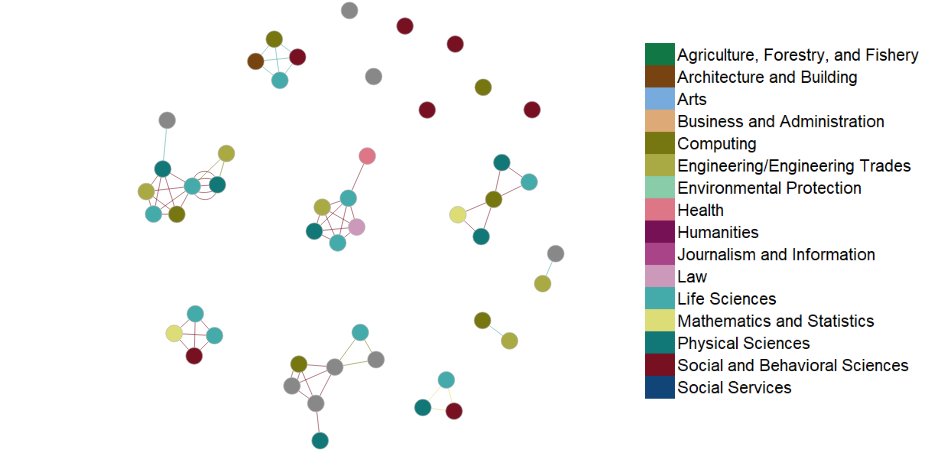 Agriculture, Forestry, and Fishery
Architecture and Building
Arts
Business and Administration
Computing
Engineering/Engineering Trades
Environmental Protection
Health
Humanities
Journalism and Information
Law
Life Sciences
Mathematics and Statistics
Physical Sciences
Social and Behavioral Sciences
Social Services